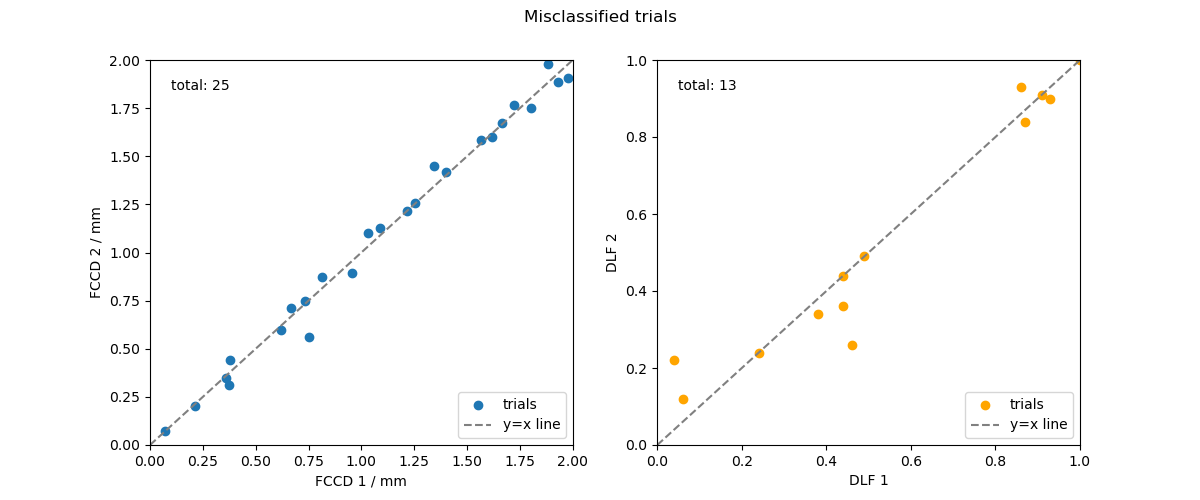 Misclassified trials
total: 25
2.00
1.75
1.50
1.25
1.00
0.75
0.50
0.25
0.00
FCCD 2 / mm
trials
y=x line
0.00 0.25 0.50 0.75 1.00 1.25 1.50 1.75 2.00
FCCD 1 / mm
total: 13
1.0
0.8
0.6
0.4
0.2
0.0
DLF 2
trials
y=x line
0.0 0.2 0.4 0.6 0.8 1.0
DLF 1